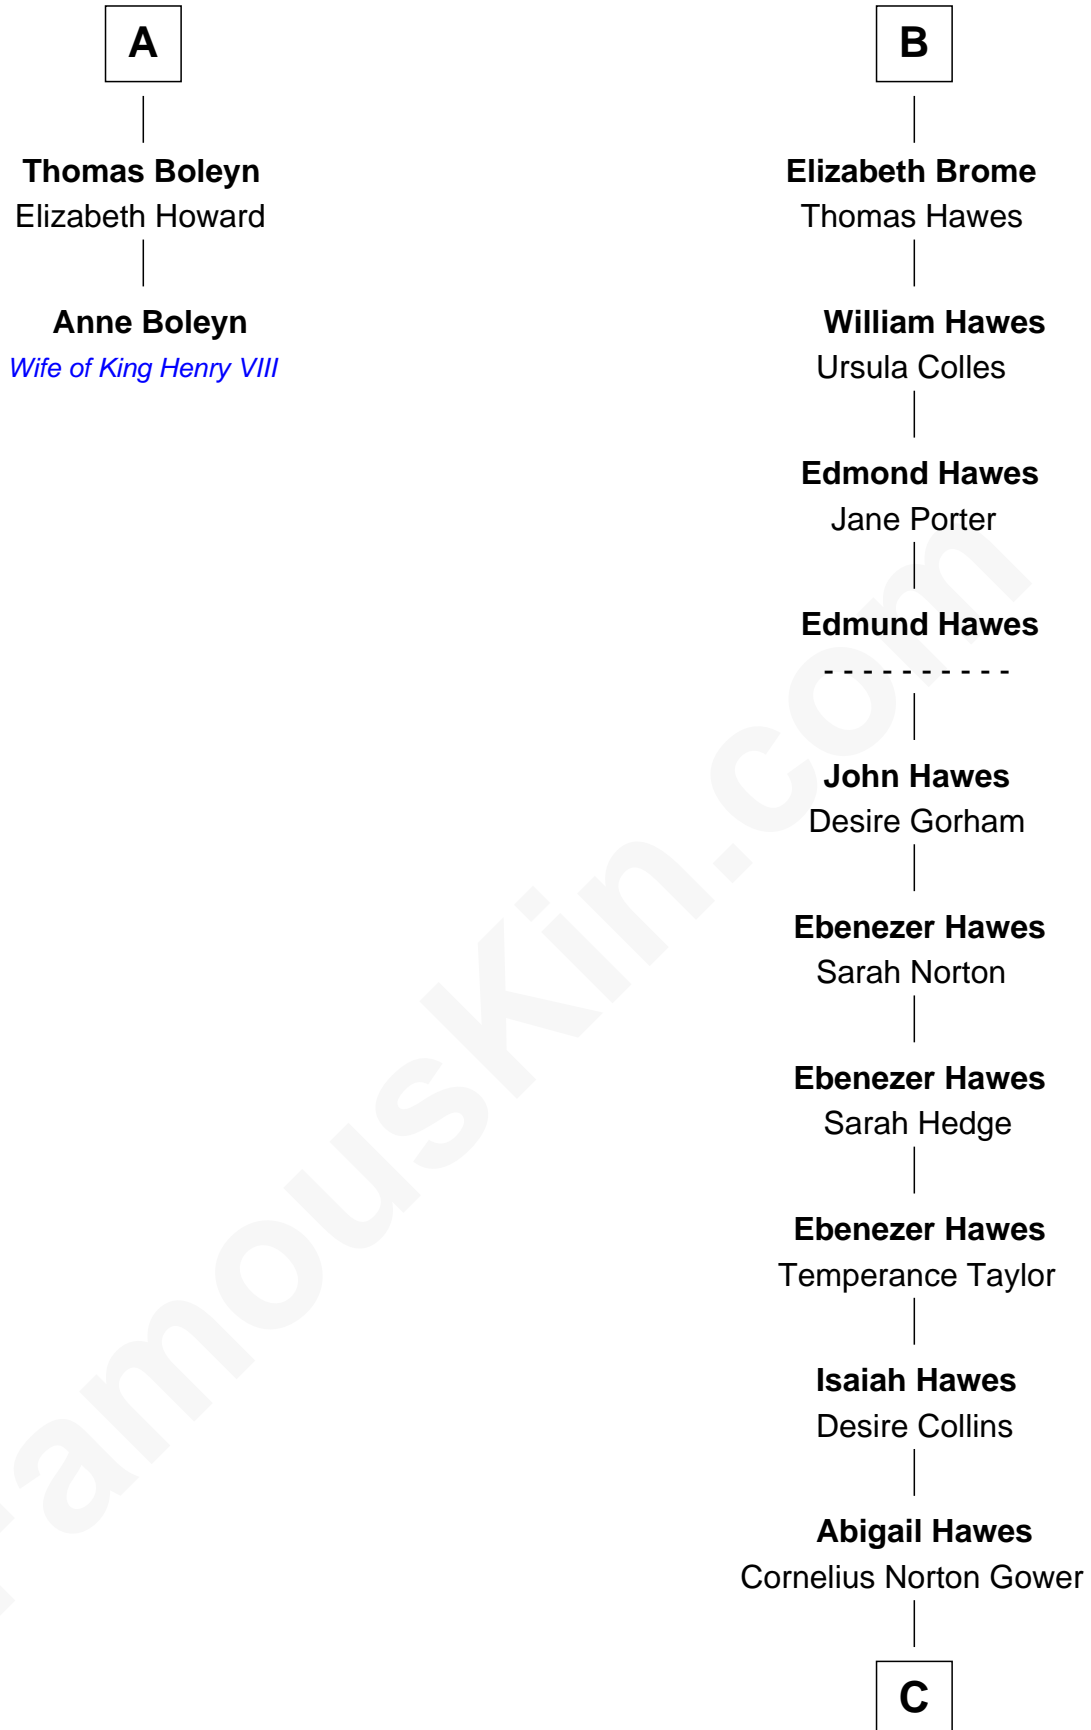 A
Thomas Boleyn
Elizabeth Howard
Anne Boleyn
Wife of King Henry VIII
B
Elizabeth Brome
Thomas Hawes
William Hawes
Ursula Colles
Edmond Hawes
Jane Porter
Edmund Hawes
----------
John Hawes
Desire Gorham
Ebenezer Hawes
Sarah Norton
Ebenezer Hawes
Sarah Hedge
Ebenezer Hawes
Temperance Taylor
Isaiah Hawes
Desire Collins
Abigail Hawes
Cornelius Norton Gower
C
FamousKin.com